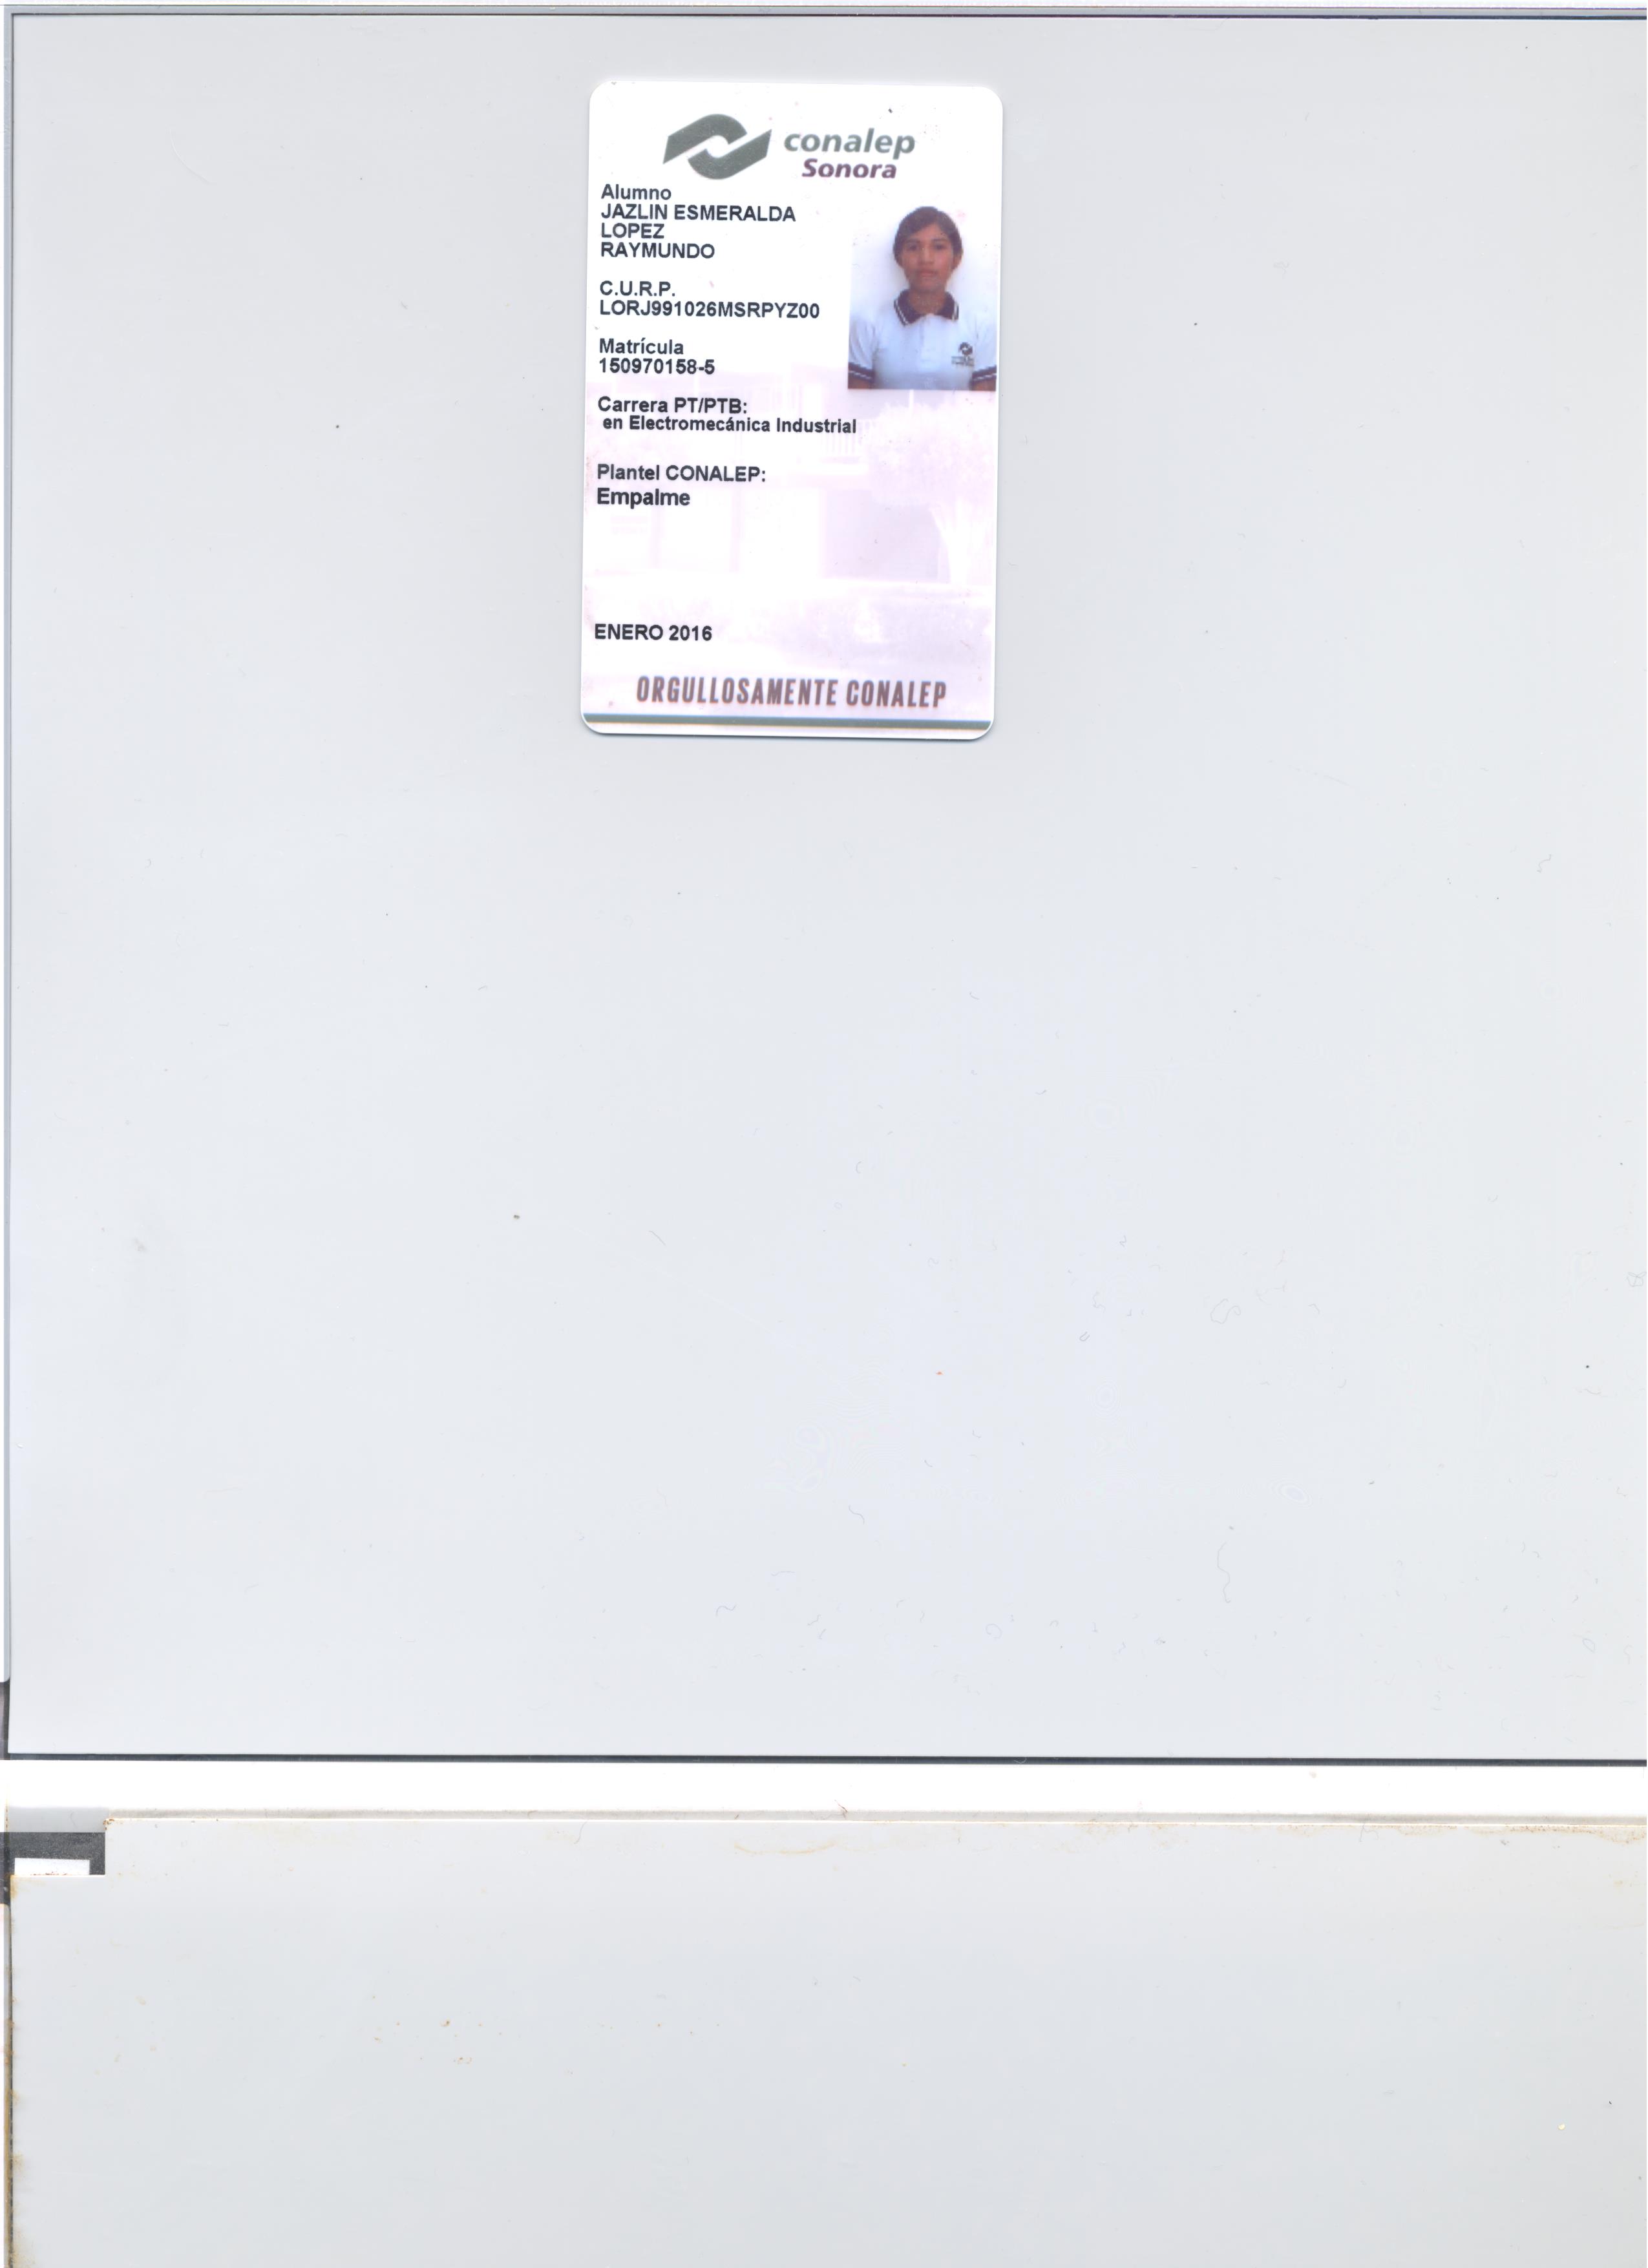 conalep
Sonora
Alumno
JAZLIN ESMERALDA
LOPEZ
RAYMUNDO
C.U.R.P.
LORJ991026MSRPYZ00
Matrícula
150970158-5
Carrera PT/PTB:
en Electromecánica Industrial
Plantel CONALEP:
Empalme
ENERO 2016
ORGULLOSAMENTE CONALEP